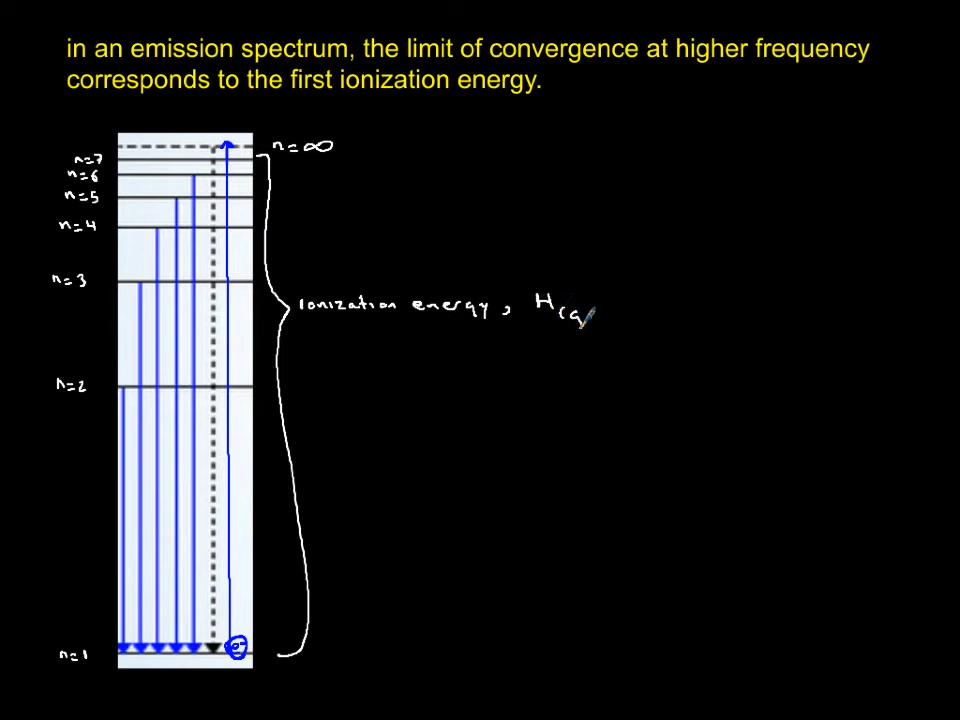 in an emission spectrum, the limit of convergence at higher frequency
corresponds to the first ionization energy.
n=∞
n=7
n=6
n=5
n=4
n=3
Ionization energy, H(g
n=2
n=1
e-